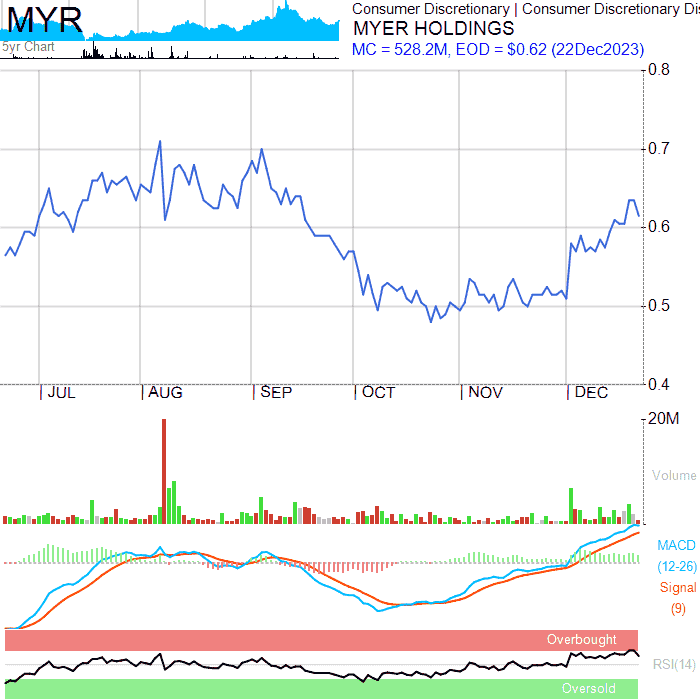 MYR
5yr Chart
Consumer Discretionary | Consumer Discretionary Dis
MYER HOLDINGS
MC = 528.2M, EOD = $0.62 (22Dec2023)
0.8
0.7
0.6
0.5
0.4
JUL AUG SEP OCT NOV DEC
20M
Volume
MACD
(12-26)
Signal
(9)
Overbought
RSI(14)
Oversold